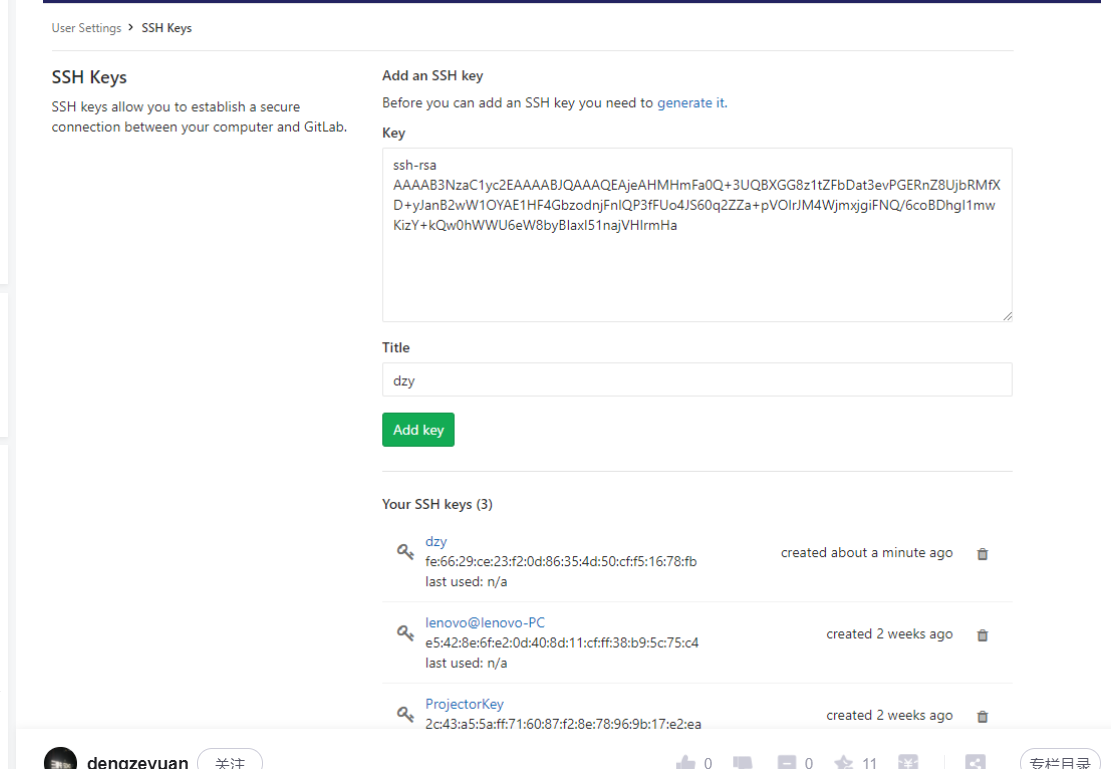 User Settings > SSH Keys
SSH Keys
SSH keys allow you to establish a secure
connection between your computer and GitLab.
Add an SSH key
Before you can add an SSH key you need to generate it.
Key
ssh-rsa
AAAAB3NzaC1yc2EAAAABJQAAAQEAjeAHMHmFa0Q+3UQBXGG8z1tZFbDat3evPGERnZ8UjbRMfX
D+yJanB2wW1OYAE1HF4GbzodnjFnIQP3fFUo4JS60q2ZZa+pVOIrJM4WjmxjgiFNQ/6coBDhgI1mw
KizY+kQw0hWWU6eW8byBIaxI51najVHIrmHa
Title
dzy
Add key
Your SSH keys (3)
dzy
fe:66:29:ce:23:f2:0d:86:35:4d:50:cf:f5:16:78:fb
last used: n/a
created about a minute ago
lenovo@lenovo-PC
e5:42:8e:6f:e2:0d:40:8d:11:cf:ff:38:b9:5c:75:c4
last used: n/a
created 2 weeks ago
ProjectorKey
2c:43:a5:5a:ff:71:60:87:f2:8e:78:96:9b:17:e2:ea
created 2 weeks ago
dengzeyuan 关注 0 0 11 专栏目录